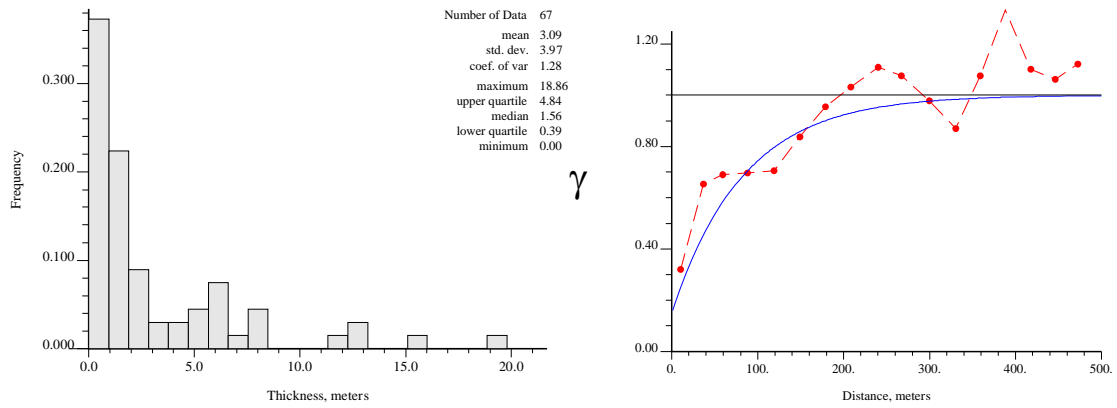 Number of Data 67
mean 3.09
std. dev. 3.97
coef. of var 1.28
maximum 18.86
upper quartile 4.84
median 1.56
lower quartile 0.39
minimum 0.00
Frequency
0.300
0.200
0.100
0.000
0.0 5.0 10.0 15.0 20.0
Thickness, meters
γ
1.20
0.80
0.40
0.00
0. 100. 200. 300. 400. 500.
Distance, meters